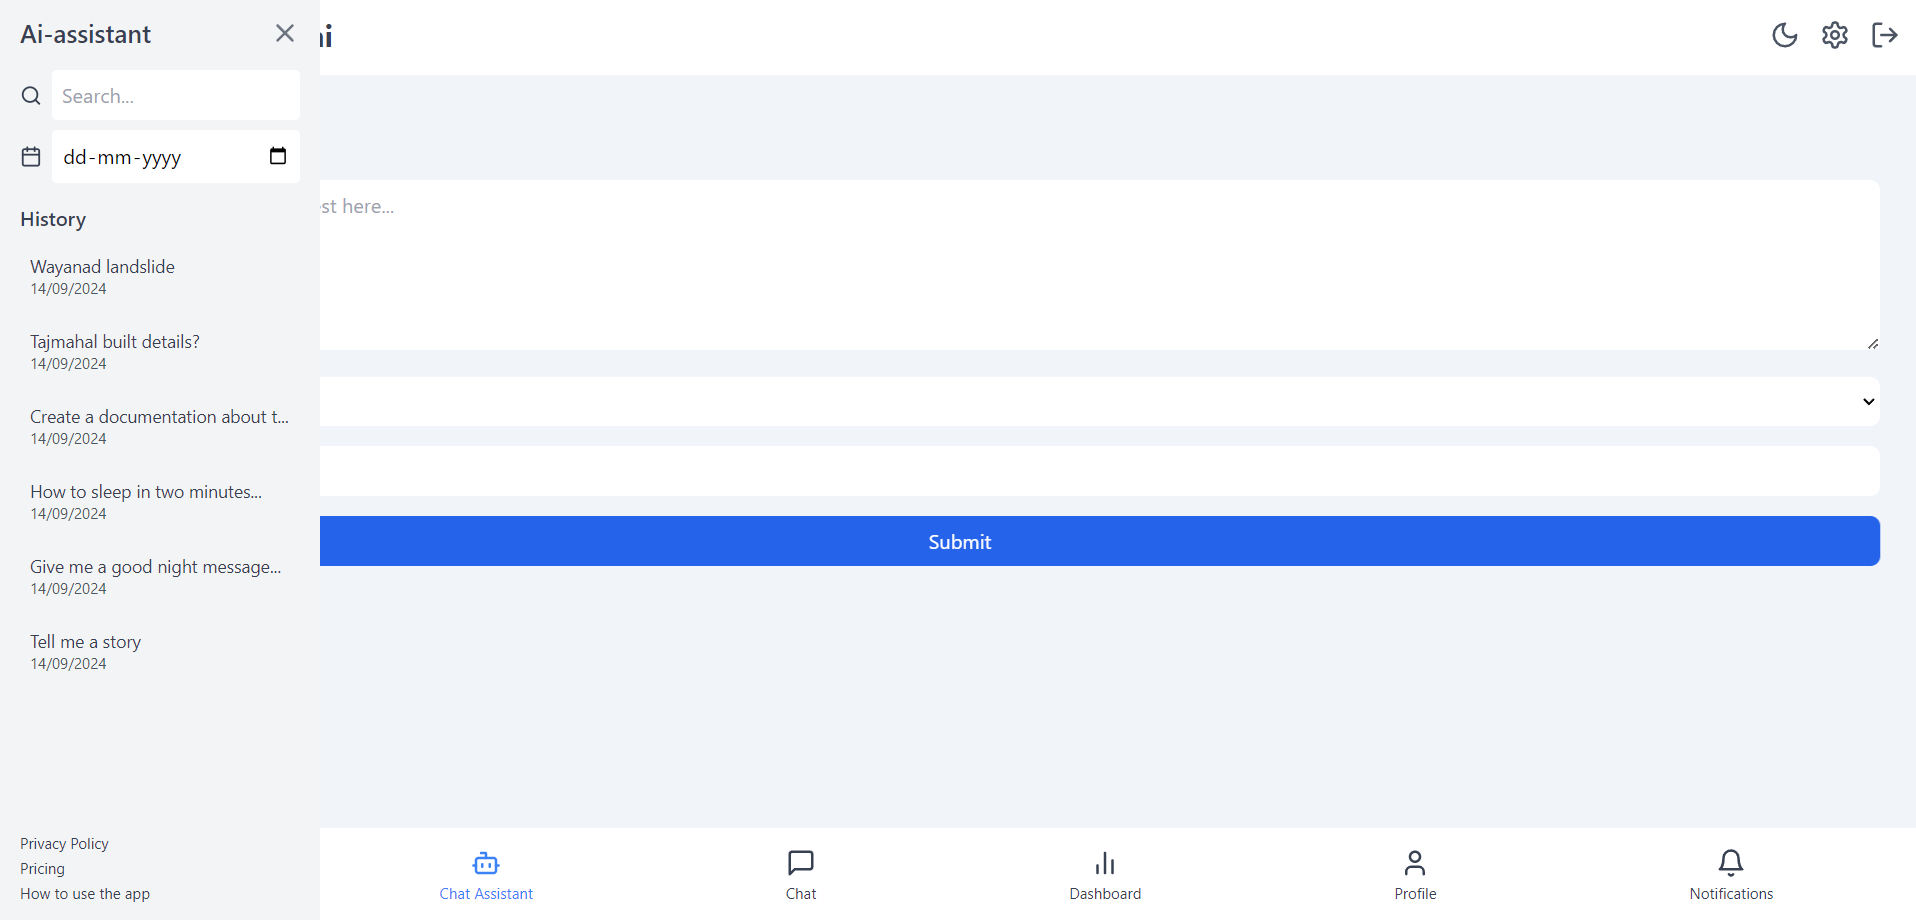 Ai-assistant
Search...
dd-mm-yyyy
History
Wayanad landslide
14/09/2024
Tajmahal built details?
14/09/2024
Create a documentation about t...
14/09/2024
How to sleep in two minutes...
14/09/2024
Give me a good night message...
14/09/2024
Tell me a story
14/09/2024
Privacy Policy
Pricing
How to use the app
here...
Submit
Chat Assistant
Chat
Dashboard
Profile
Notifications